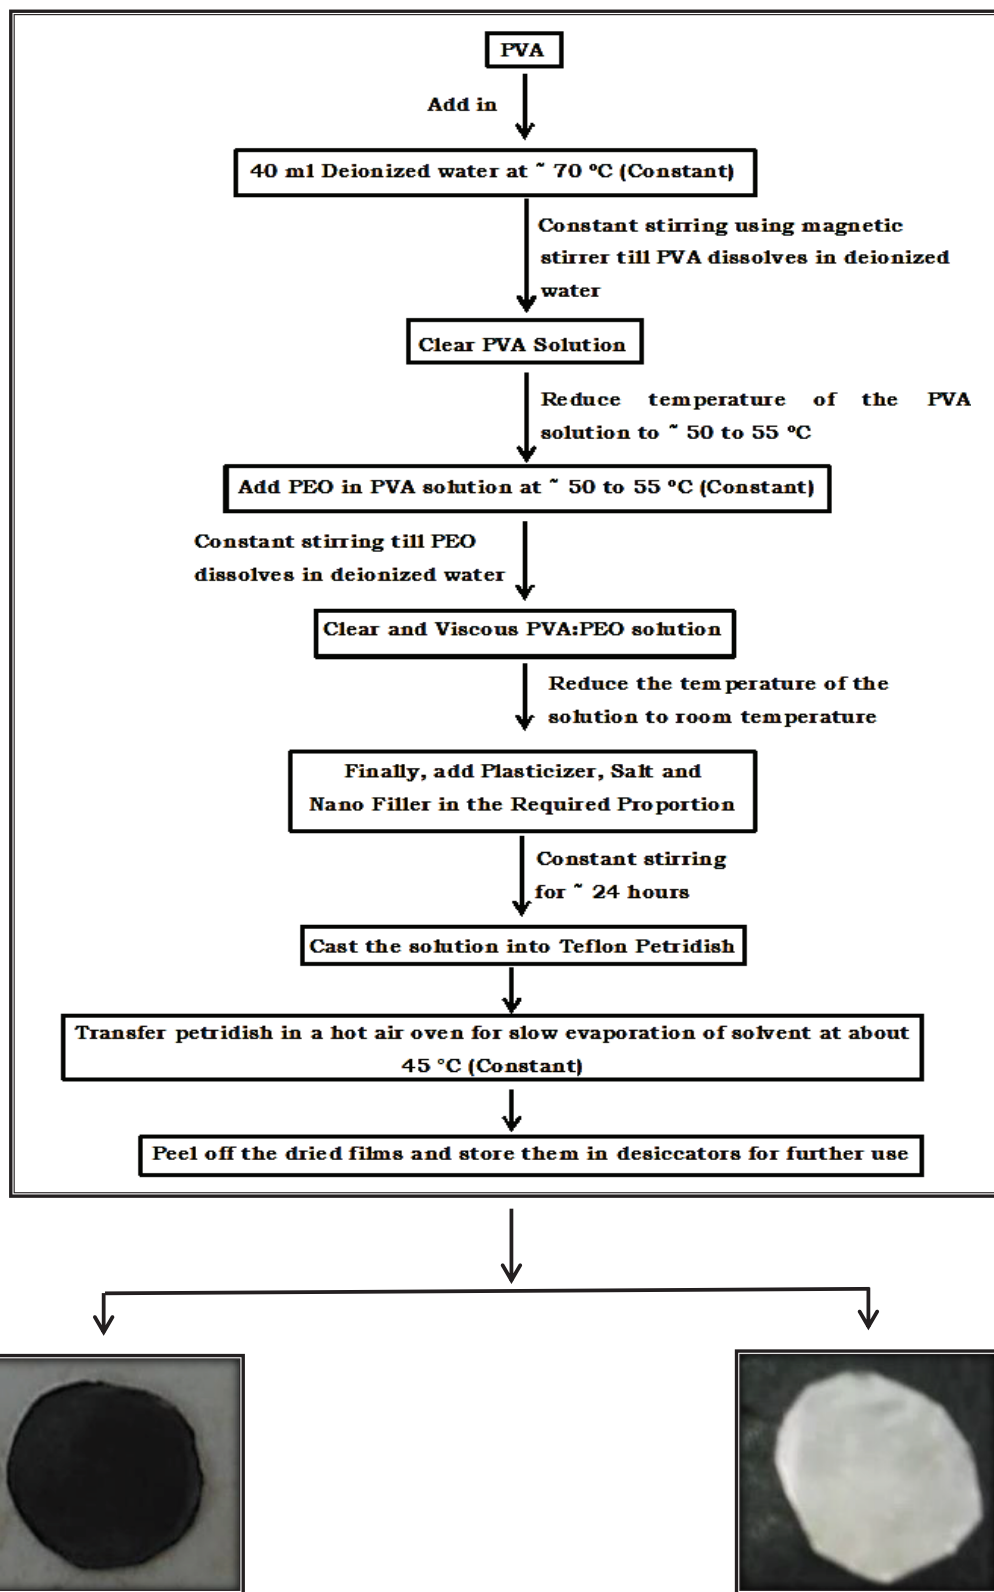 PVA
Add in
40 ml Deionized water at ~ 70 ºC (Constant)
Constant stirring using magnetic
stirrer till PVA dissolves in deionized
water
Clear PVA Solution
Reduce temperature of the PVA
solution to ~ 50 to 55 ºC
Add PEO in PVA solution at ~ 50 to 55 ºC (Constant)
Constant stirring till PEO
dissolves in deionized water
Clear and Viscous PVA:PEO solution
Reduce the temperature of the
solution to room temperature
Finally, add Plasticizer, Salt and
Nano Filler in the Required Proportion
Constant stirring
for ~ 24 hours
Cast the solution into Teflon Petridish
Transfer petridish in a hot air oven for slow evaporation of solvent at about
45 °C (Constant)
Peel off the dried films and store them in desiccators for further use